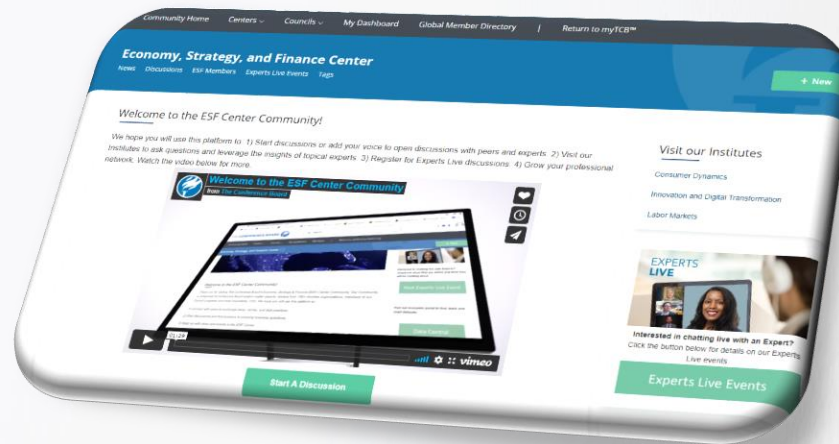 Community Home Centers Councils My Dashboard Global Member Directory | Return to myTCB™
Economy, Strategy, and Finance Center
News Discussions ESF Members Experts Live Events Tags
+ New
Welcome to the ESF Center Community!
We hope you will use this platform to: 1) Start discussions or add your voice to open discussions with peers and experts. 2) Visit our
Institutes to ask questions and leverage the insights of topical experts. 3) Register for Experts Live discussions. 4) Grow your professional
network. Watch the video below for more.
Welcome to the ESF Center Community
from The Conference Board
01:29
vimeo
Start A Discussion
Visit our Institutes
Consumer Dynamics
Innovation and Digital Transformation
Labor Markets
EXPERTS
LIVE
Interested in chatting live with an Expert?
Click the button below for details on our Experts
Live events
Experts Live Events